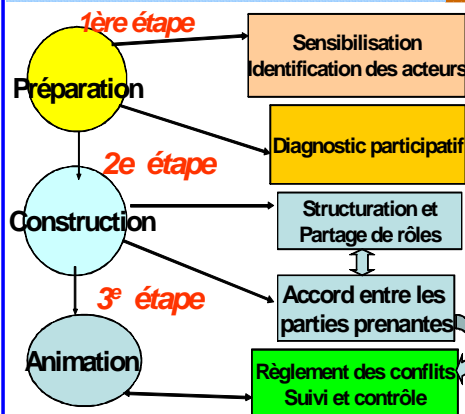 1ère étape
Sensibilisation
Identification des acteurs
Préparation
Diagnostic participatif
2e étape
Structuration et
Partage de rôles
Construction
3e étape
Accord entre les
parties prenantes
Animation
Règlement des conflits
Suivi et contrôle